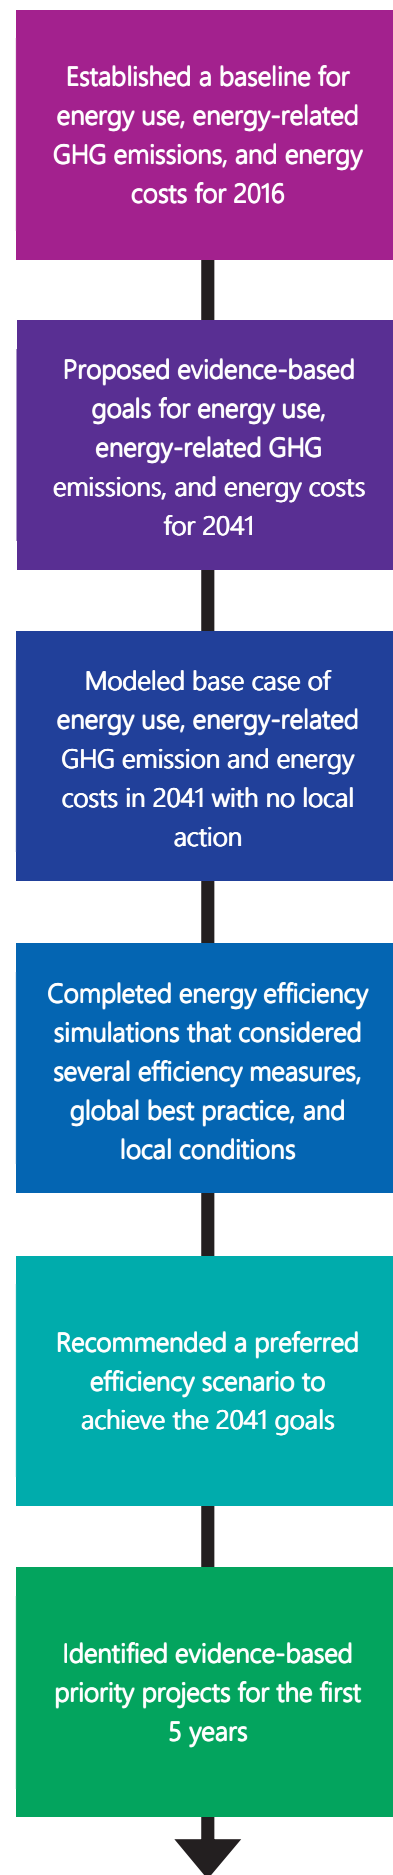 Established a baseline for
energy use, energy-related
GHG emissions, and energy
costs for 2016
Proposed evidence-based
goals for energy use,
energy-related GHG
emissions, and energy costs
for 2041
Modeled base case of
energy use, energy-related
GHG emission and energy
costs in 2041 with no local
action
Completed energy efficiency
simulations that considered
several efficiency measures,
global best practice, and
local conditions
Recommended a preferred
efficiency scenario to
achieve the 2041 goals
Identified evidence-based
priority projects for the first
5 years